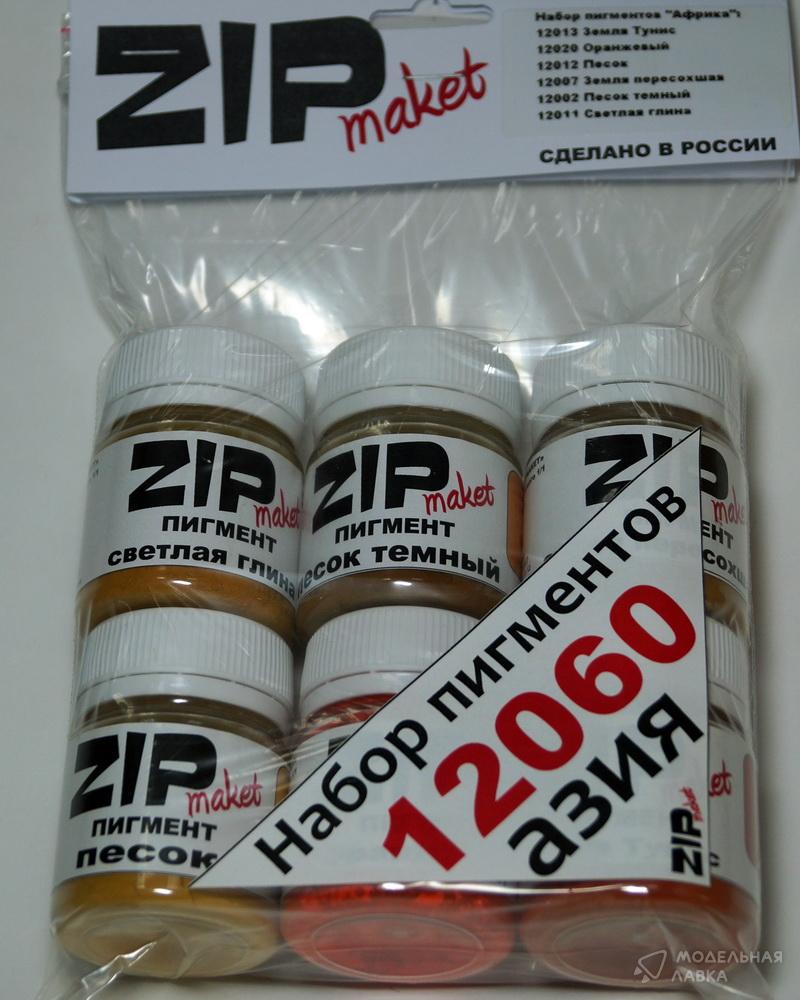 ZIP
maket
Набор пигментов "Африка":
12013 Земля Тунис
12020 Оранжевый
12012 Песок
12007 Земля пересохшая
12002 Песок темный
12011 Светлая глина
СДЕЛАНО В РОССИИ
ZIP
maket
ПИГМЕНТ
светлая глина
ZIP
maket
ПИГМЕНТ
песок темный
ZIP
maket
ZIP
maket
ПИГМЕНТ
песок
Набор пигментов
12060
азия
ZIP
maket
МОДЕЛЬНАЯ
ЛАВКА